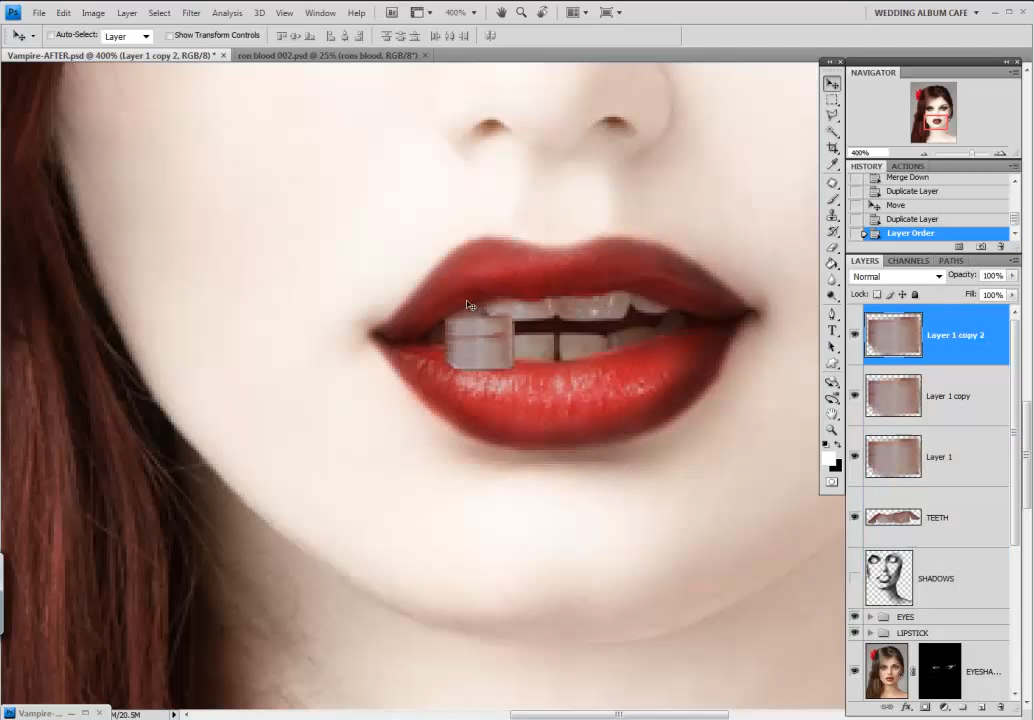 Ps File Edit Image Layer Select Filter Analysis 3D View Window Help Br 400% WEDDING ALBUM CAFE
Auto-Select: Layer Show Transform Controls
Vampire-AFTER.psd @ 400% (Layer 1 copy 2, RGB/8) * × ron blood 002.psd @ 25% (rons blood, RGB/8*) ×
NAVIGATOR
400%
HISTORY ACTIONS
Merge Down
Duplicate Layer
Move
Duplicate Layer
Layer Order
LAYERS CHANNELS PATHS
Normal Opacity: 100%
Lock: Fill: 100%
Layer 1 copy 2
Layer 1 copy
Layer 1
TEETH
SHADOWS
EYES
LIPSTICK
EYESHA...
Vampire-... M/20.5M